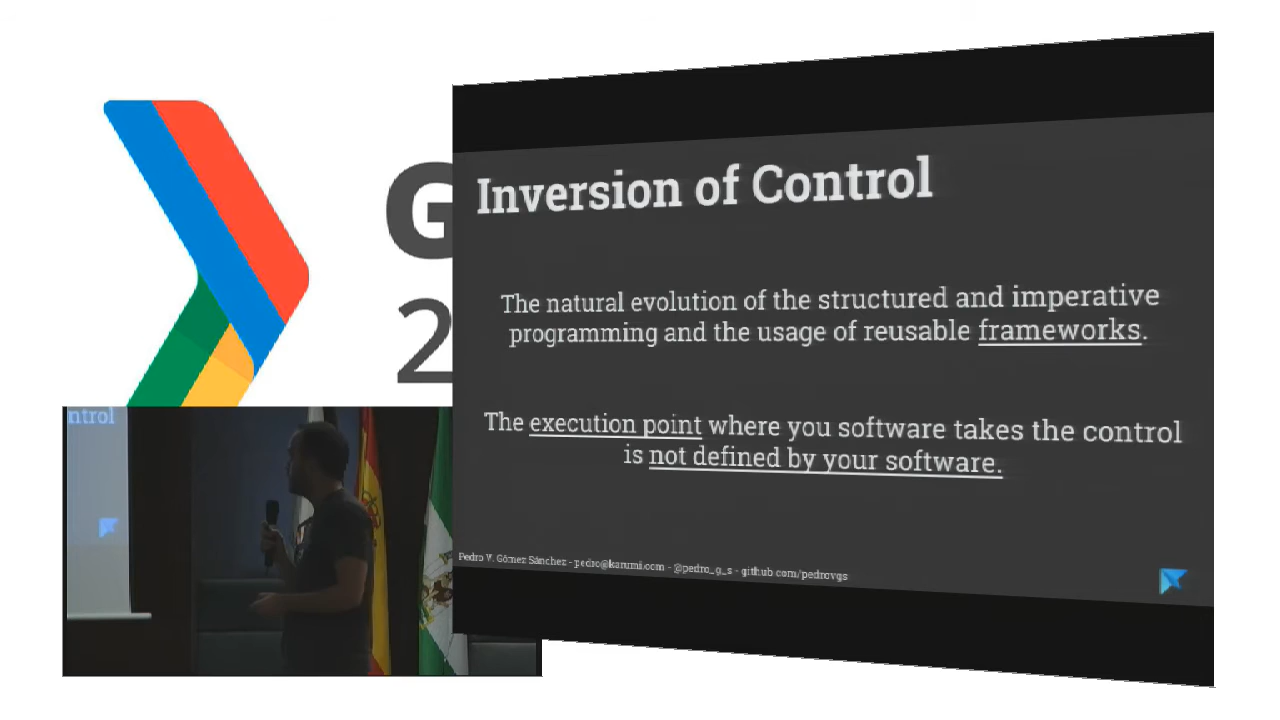 G
2
Inversion of Control
The natural evolution of the structured and imperative
programming and the usage of reusable frameworks.
The execution point where you software takes the control
is not defined by your software.
Pedro V. Gómez Sánchez - pedro@karumi.com - @pedro_g_s - github.com/pedrovgs
ntrol